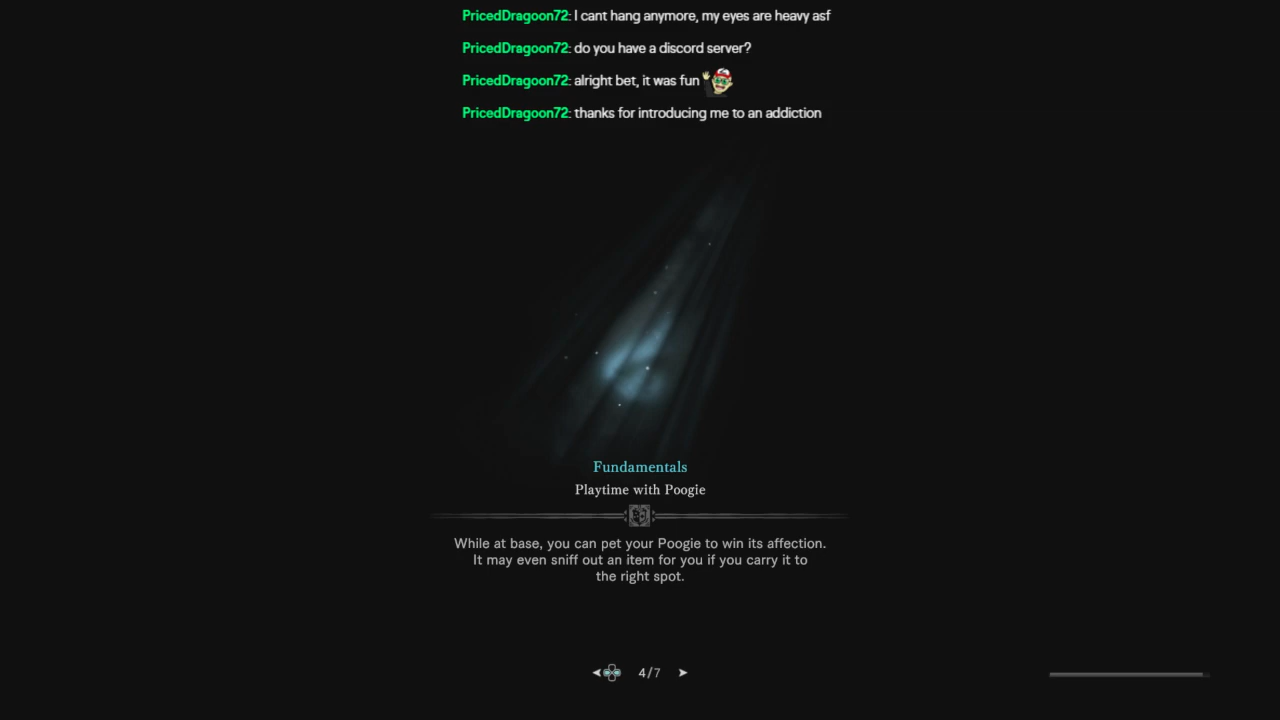 PricedDragoon72: I cant hang anymore, my eyes are heavy asf
PricedDragoon72: do you have a discord server?
PricedDragoon72: alright bet, it was fun
PricedDragoon72: thanks for introducing me to an addiction
Fundamentals
Playtime with Poogie
While at base, you can pet your Poogie to win its affection.
It may even sniff out an item for you if you carry it to
the right spot.
4/7